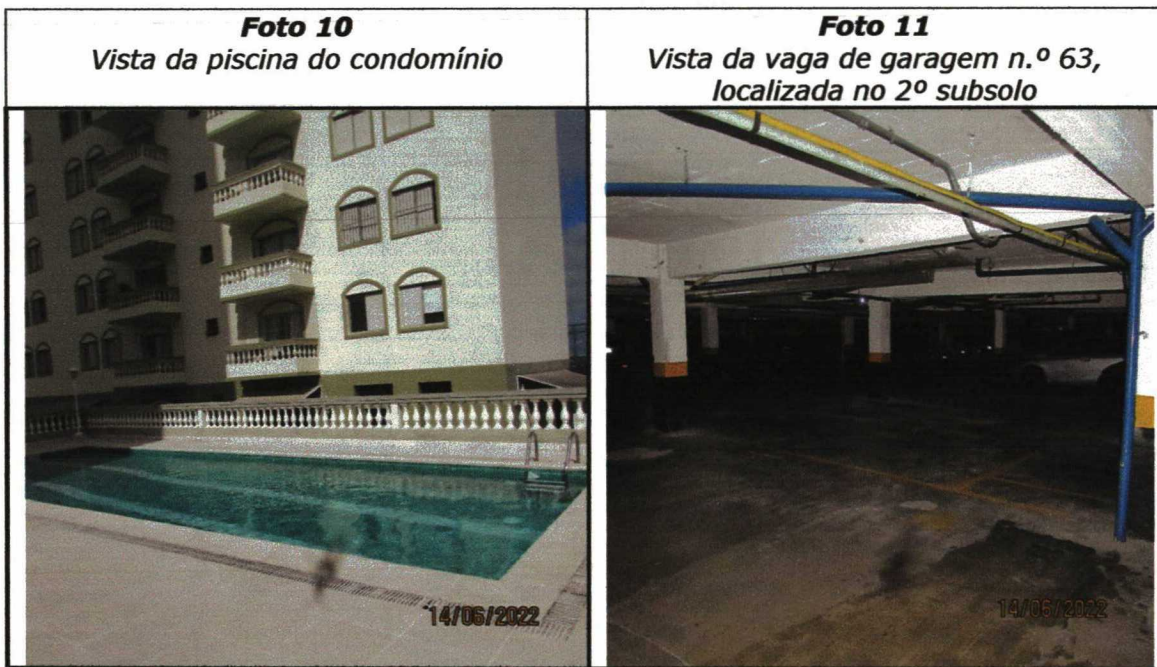 Foto 10
Vista da piscina do condomínio
Foto 11
Vista da vaga de garagem n.º 63,
localizada no 2º subsolo
14/06/2022
14/06/2022